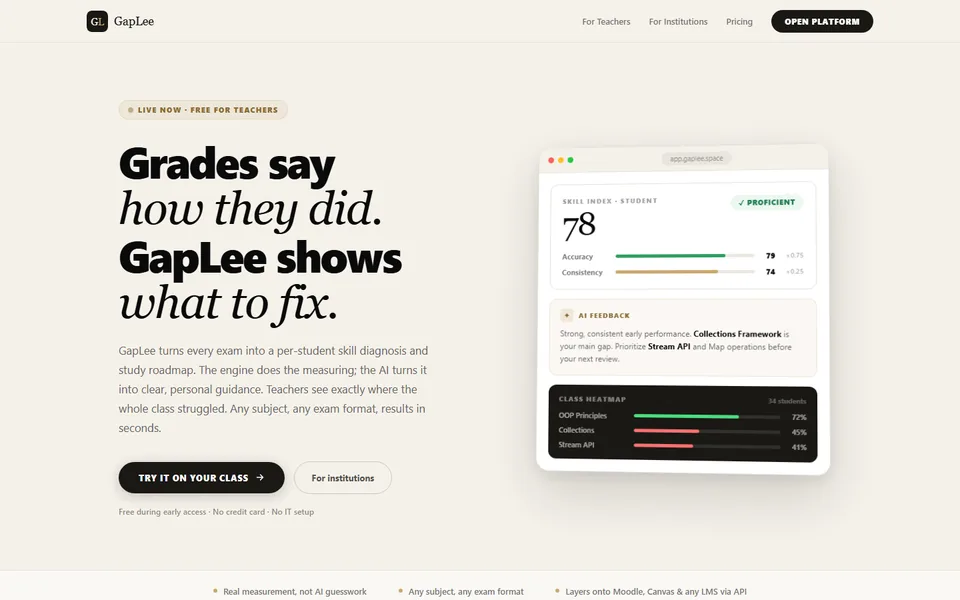 GL GapLee
For Teachers
For Institutions
Pricing
OPEN PLATFORM
LIVE NOW · FREE FOR TEACHERS
Grades say
how they did.
GapLee shows
what to fix.
GapLee turns every exam into a per-student skill diagnosis and
study roadmap. The engine does the measuring; the AI turns it
into clear, personal guidance. Teachers see exactly where the
whole class struggled. Any subject, any exam format, results in
seconds.
TRY IT ON YOUR CLASS →
For institutions
Free during early access · No credit card · No IT setup
app.gaplee.space
SKILL INDEX · STUDENT
✓ PROFICIENT
78
Accuracy 79 ×0.75
Consistency 74 ×0.25
AI FEEDBACK
Strong, consistent early performance. Collections Framework is
your main gap. Prioritize Stream API and Map operations before
your next review.
CLASS HEATMAP 34 students
OOP Principles 72%
Collections 45%
Stream API 41%
Real measurement, not AI guesswork
Any subject, any exam format
Layers onto Moodle, Canvas & any LMS via API